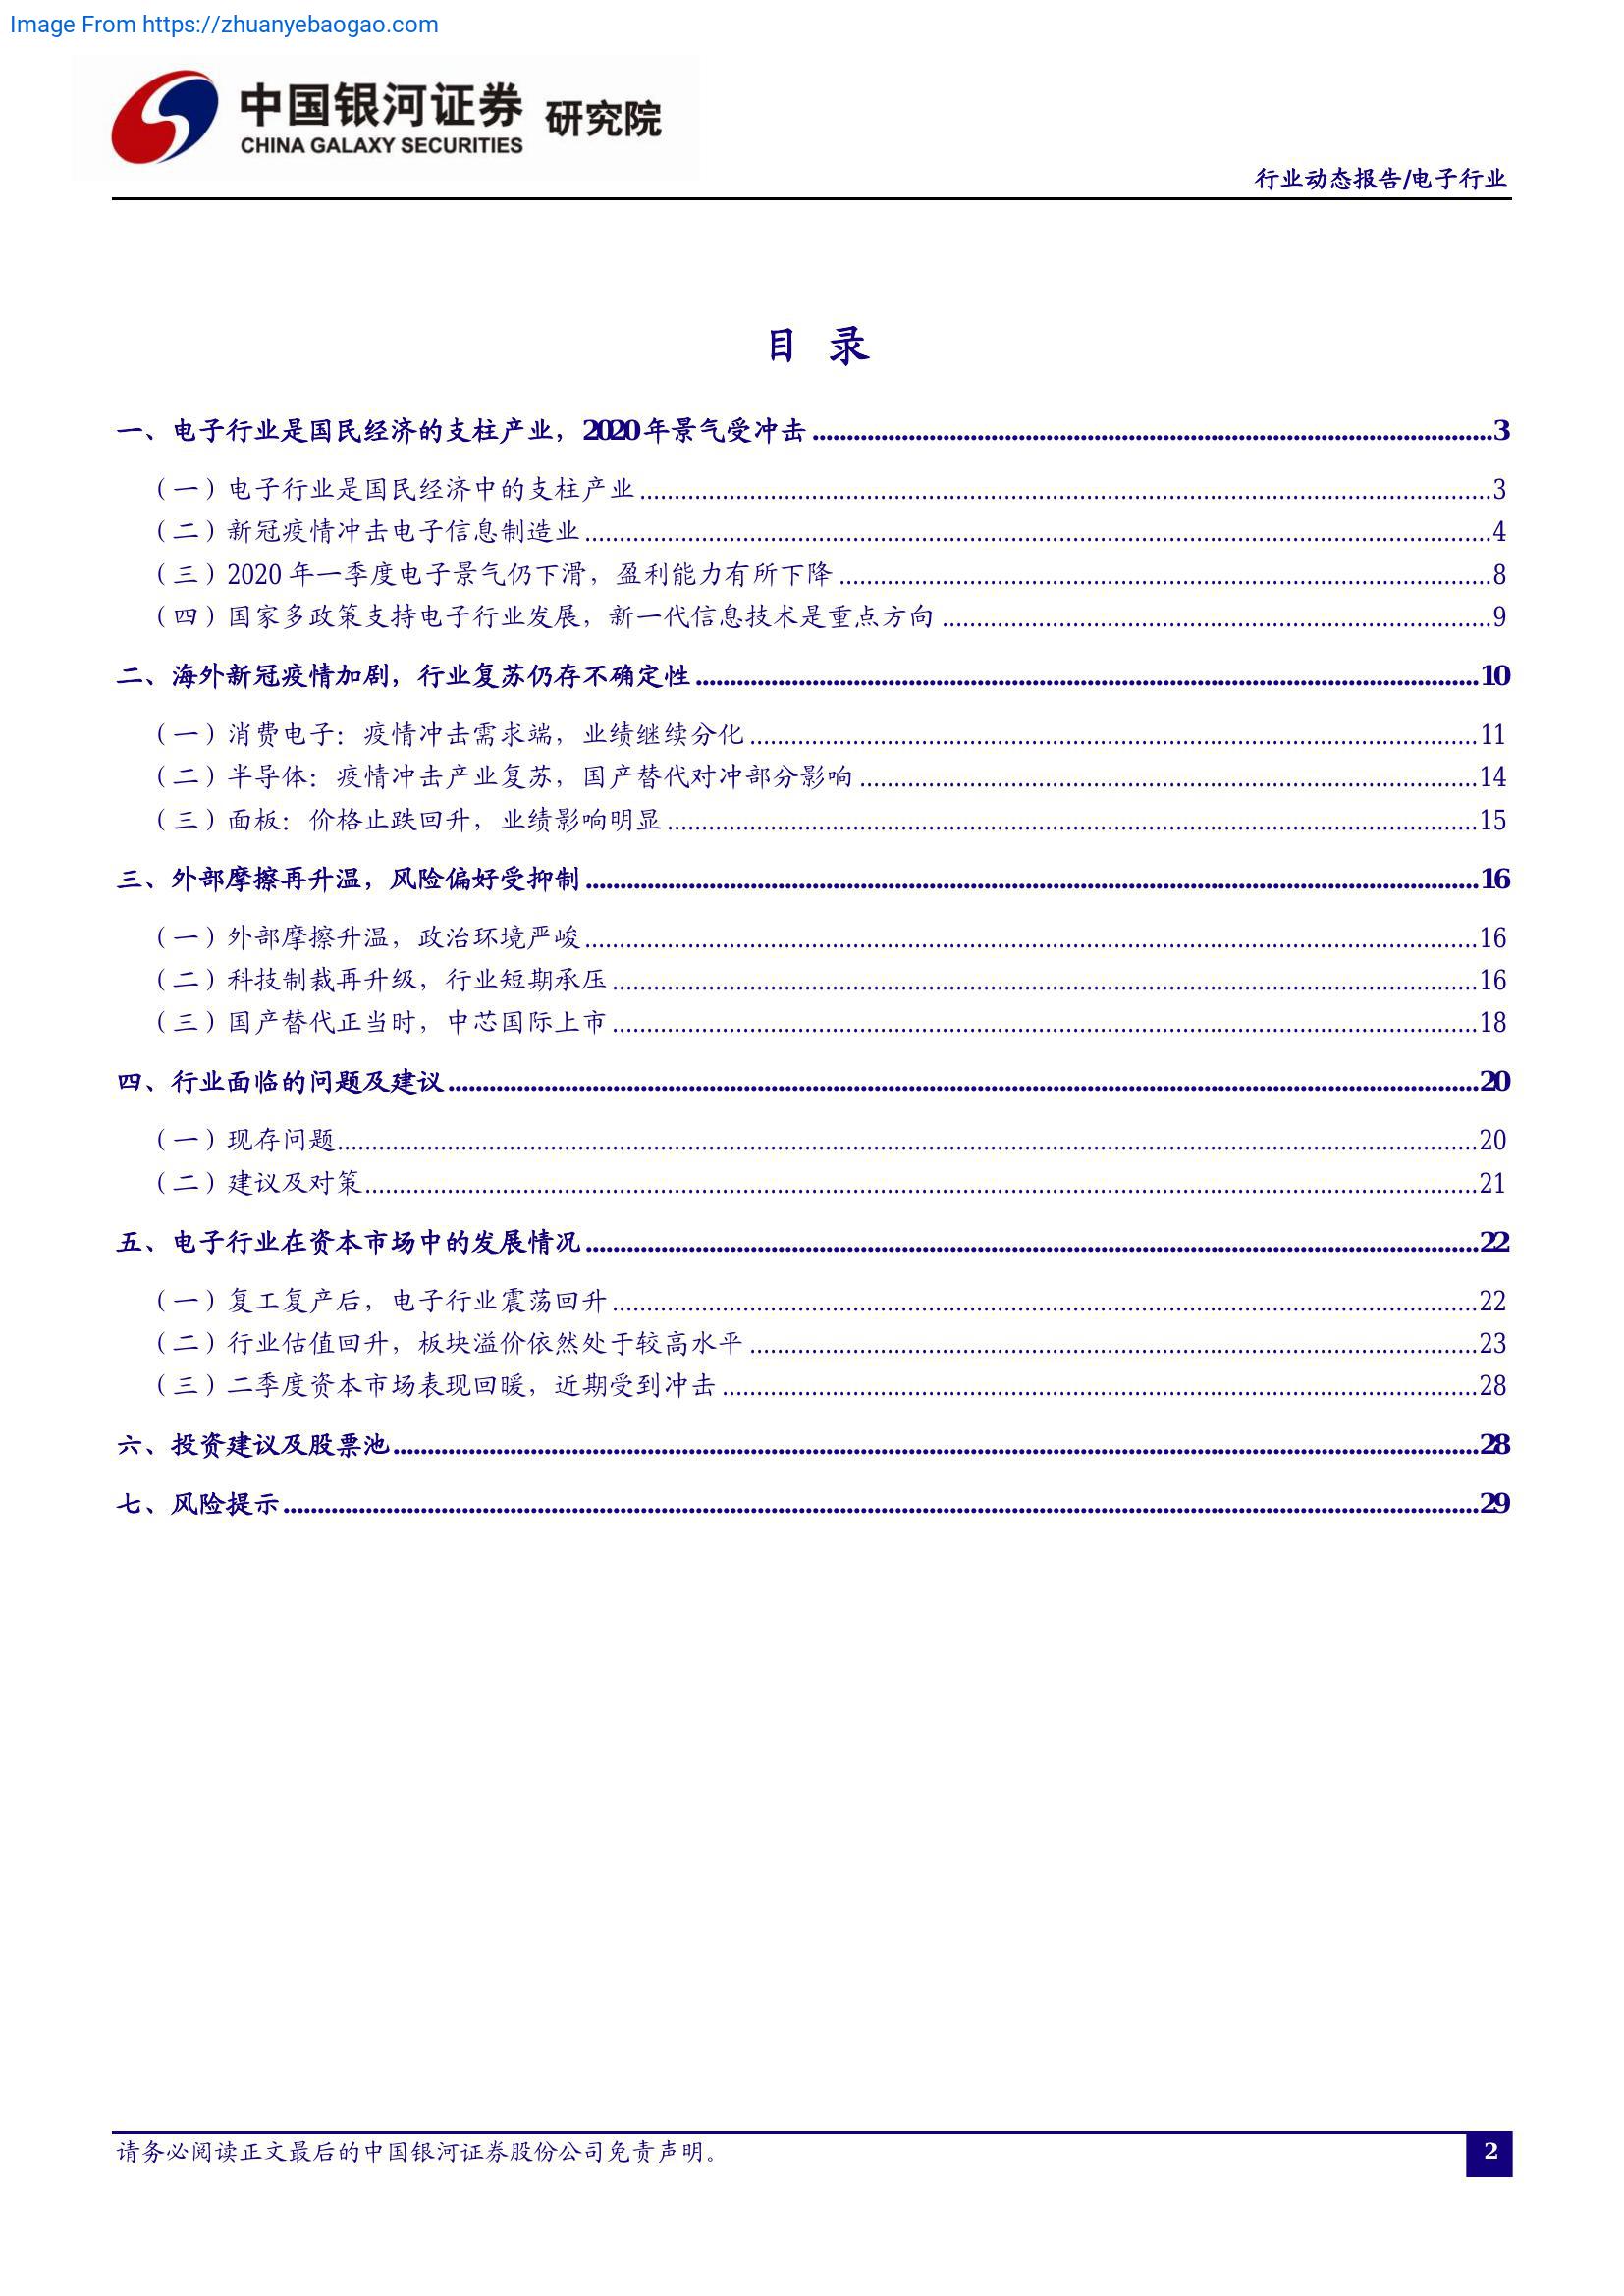 Image From https://zhuanyebaogao.com
中国银河证券 研究院
CHINA GALAXY SECURITIES
行业动态报告/电子行业
目 录
一、电子行业是国民经济的支柱产业，2020年景气受冲击 3
（一）电子行业是国民经济中的支柱产业 3
（二）新冠疫情冲击电子信息制造业 4
（三）2020 年一季度电子景气仍下滑，盈利能力有所下降 8
（四）国家多政策支持电子行业发展，新一代信息技术是重点方向 9
二、海外新冠疫情加剧，行业复苏仍存不确定性 10
（一）消费电子：疫情冲击需求端，业绩继续分化 11
（二）半导体：疫情冲击产业复苏，国产替代对冲部分影响 14
（三）面板：价格止跌回升，业绩影响明显 15
三、外部摩擦再升温，风险偏好受抑制 16
（一）外部摩擦升温，政治环境严峻 16
（二）科技制裁再升级，行业短期承压 16
（三）国产替代正当时，中芯国际上市 18
四、行业面临的问题及建议 20
（一）现存问题 20
（二）建议及对策 21
五、电子行业在资本市场中的发展情况 22
（一）复工复产后，电子行业震荡回升 22
（二）行业估值回升，板块溢价依然处于较高水平 23
（三）二季度资本市场表现回暖，近期受到冲击 28
六、投资建议及股票池 28
七、风险提示 29
请务必阅读正文最后的中国银河证券股份公司免责声明。
2